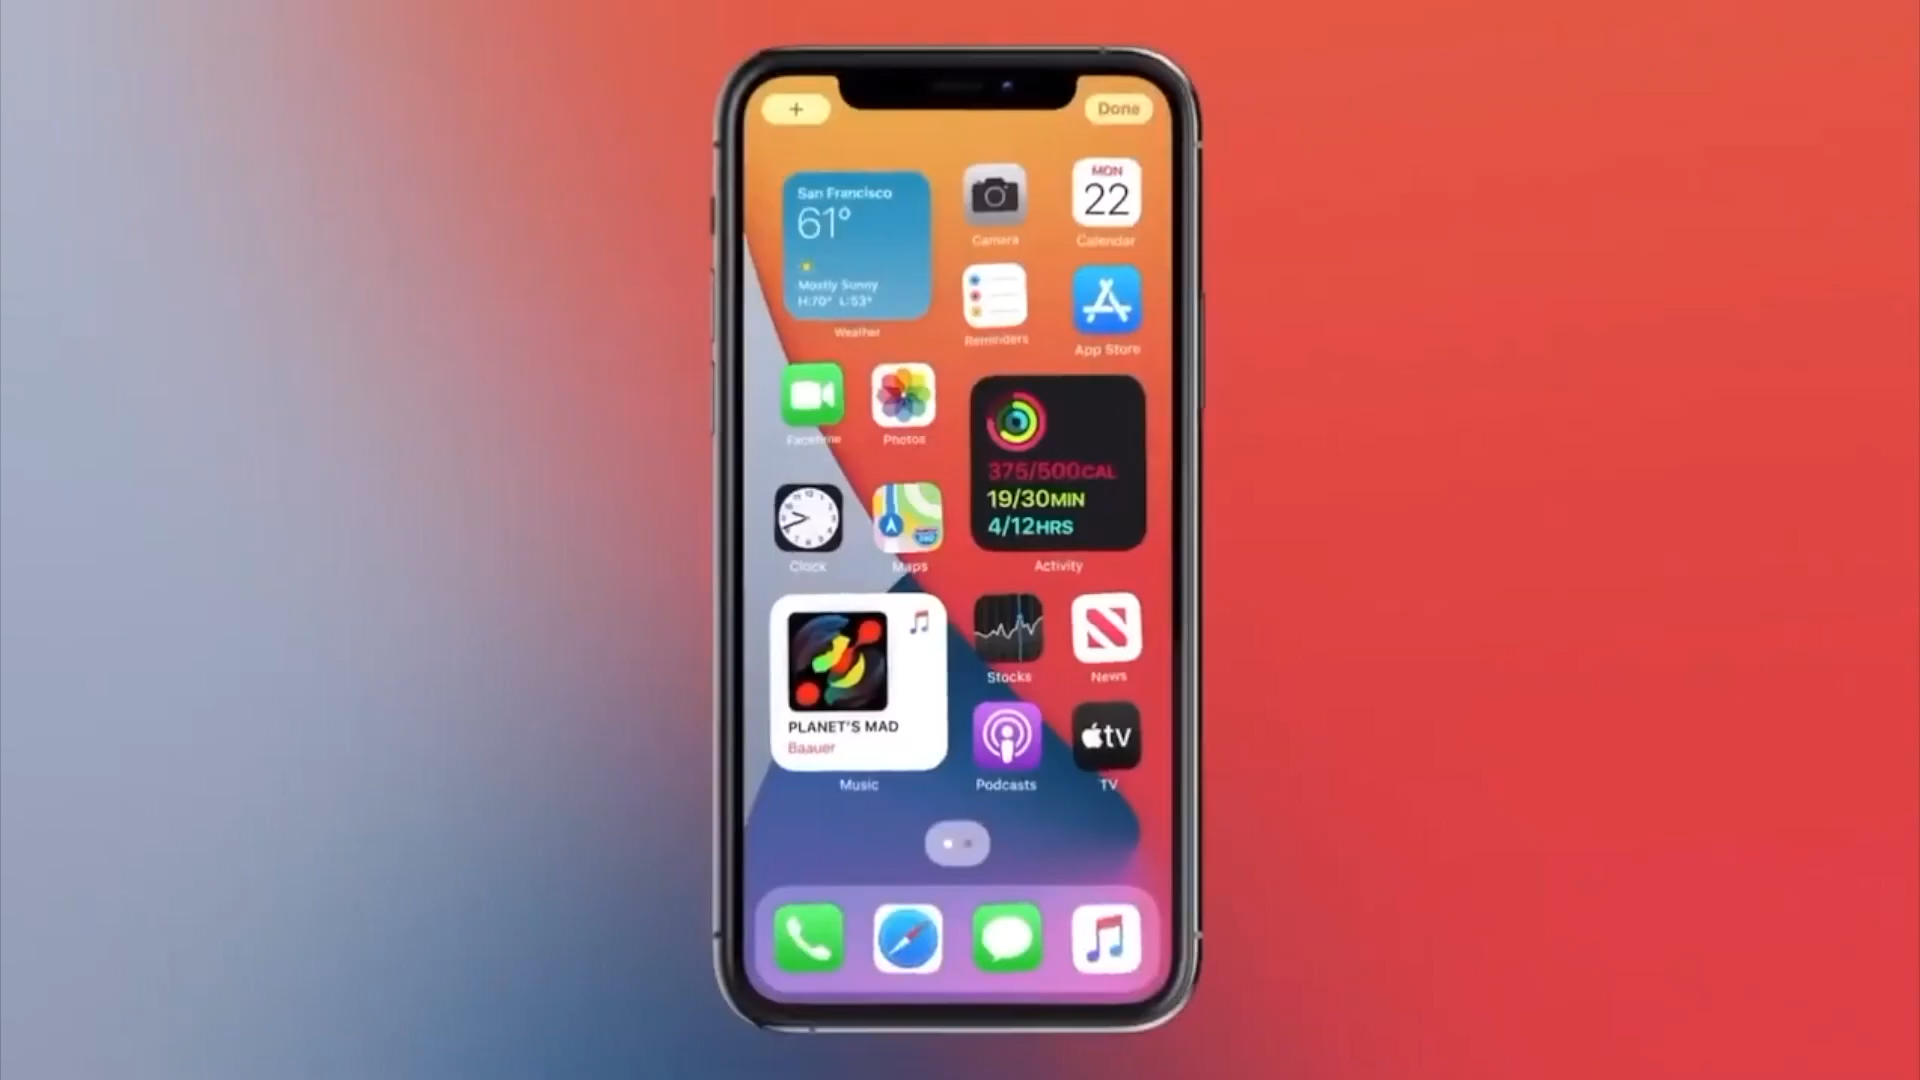 +
Done
San Francisco
61°
Mostly Sunny
H:70° L:53°
Weather
Camera
MON
22
Calendar
Reminders
App Store
Facetime
Photos
375/500CAL
19/30MIN
4/12HRS
Activity
Clock
Maps
PLANET'S MAD
Baauer
Music
Stocks
News
Podcasts
tv
TV